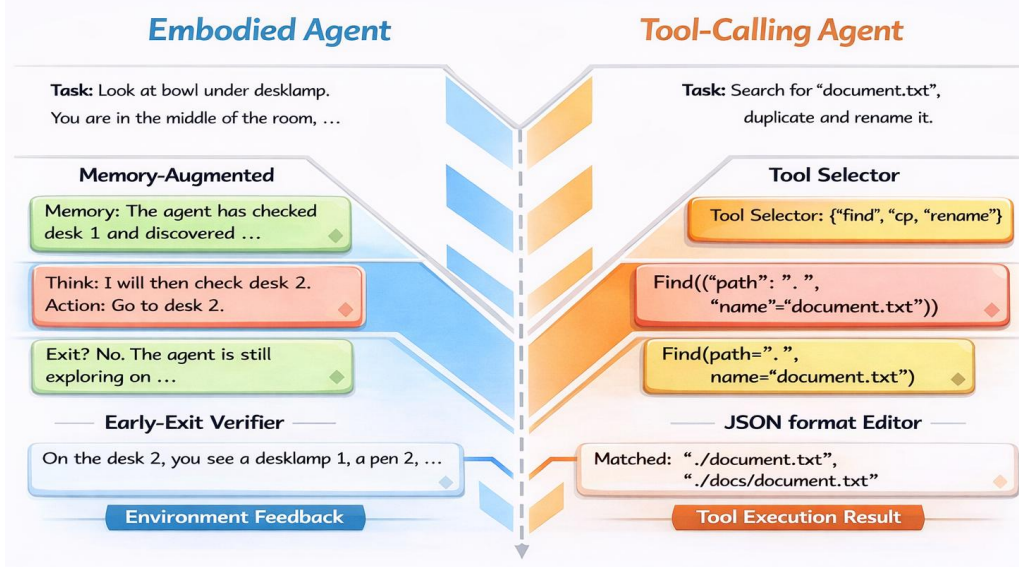 Embodied Agent
Task: Look at bowl under desklamp.
You are in the middle of the room, ...
Memory-Augmented
Memory: The agent has checked
desk 1 and discovered ...
Think: I will then check desk 2.
Action: Go to desk 2.
Exit? No. The agent is still
exploring on ...
Early-Exit Verifier
On the desk 2, you see a desklamp 1, a pen 2, ...
Environment Feedback
Tool-Calling Agent
Task: Search for “document.txt”,
duplicate and rename it.
Tool Selector
Tool Selector: {“find”, “cp, “rename”}
Find((“path”: ”. ”,
“name”=“document.txt”))
Find(path=”. ”,
name=“document.txt”)
JSON format Editor
Matched: “./document.txt”,
“./docs/document.txt”
Tool Execution Result